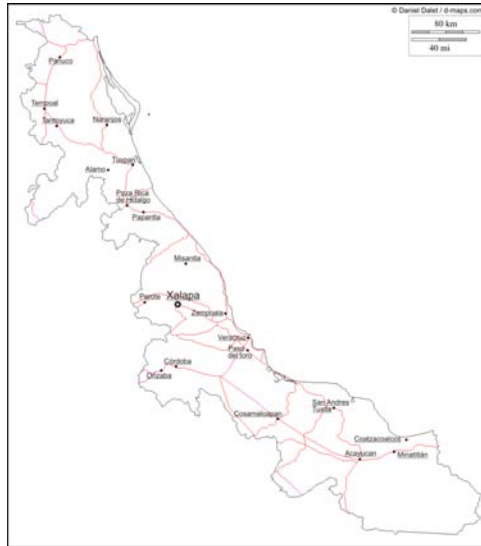 © Daniel Dalet / d-maps.com
80 km
40 mi
Pánuco
Tempoal
Tantoyuca
Naranjos
Tuxpan
Alamo
Poza Rica
de Hidalgo
Papantla
Misantla
Xalapa
Perote
Zempoala
Veracruz
Paso
del toro
Córdoba
Orizaba
San Andres
Tuxtla
Cosamaloapan
Coatzacoalcos
Acayucan
Minatitlán